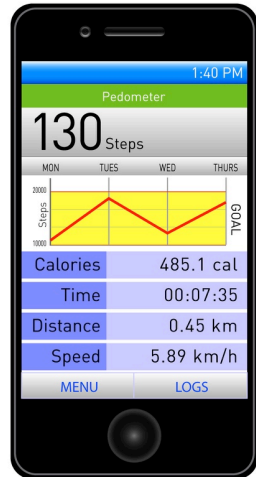 1:40 PM
Pedometer
130 Steps
MON TUES WED THURS
20000
Steps
10000
GOAL
Calories 485.1 cal
Time 00:07:35
Distance 0.45 km
Speed 5.89 km/h
MENU LOGS